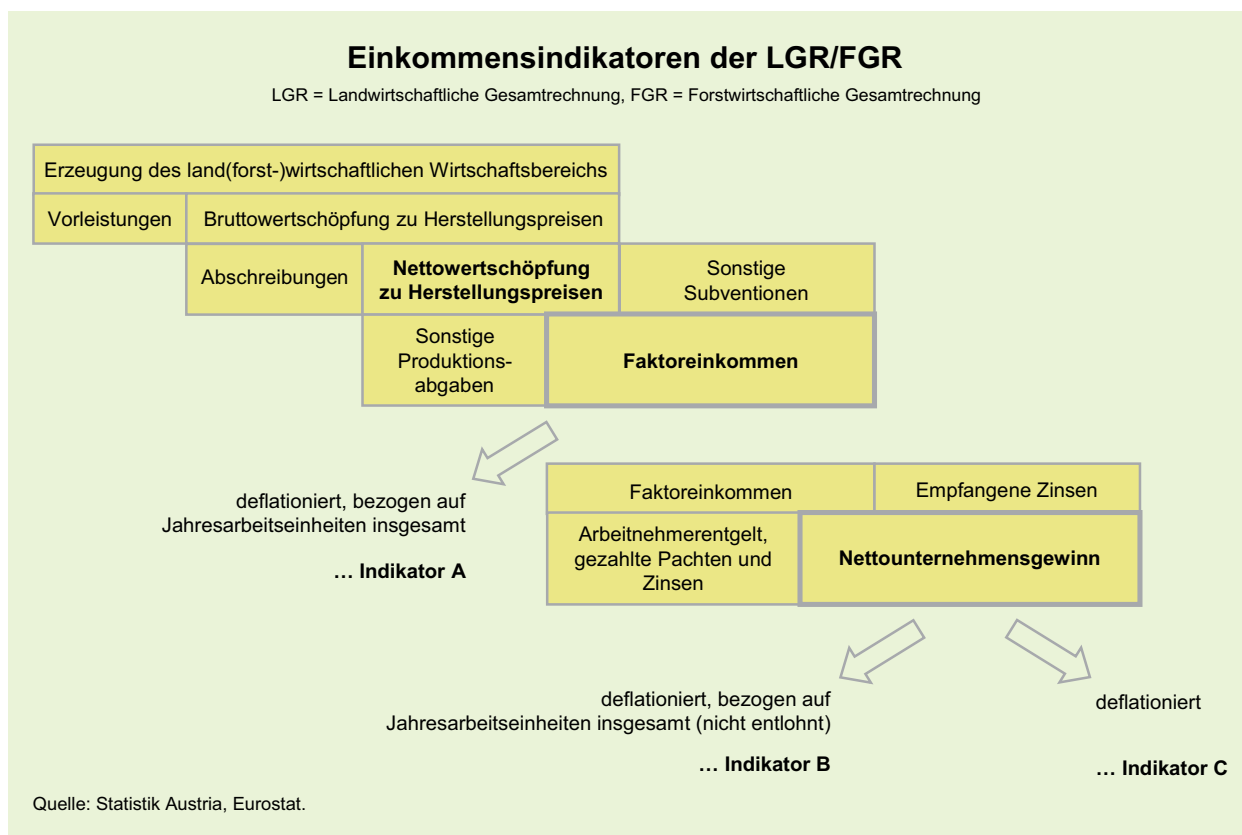 Einkommensindikatoren der LGR/FGR
LGR = Landwirtschaftliche Gesamtrechnung, FGR = Forstwirtschaftliche Gesamtrechnung
Erzeugung des land(forst-)wirtschaftlichen Wirtschaftsbereichs
Vorleistungen
Bruttowertschöpfung zu Herstellungspreisen
Abschreibungen
Nettowertschöpfung
zu Herstellungspreisen
Sonstige
Subventionen
Sonstige
Produktions-
abgaben
Faktoreinkommen
deflationiert, bezogen auf
Jahresarbeitseinheiten insgesamt
… Indikator A
Faktoreinkommen
Empfangene Zinsen
Arbeitnehmerentgelt,
gezahlte Pachten und
Zinsen
Nettounternehmensgewinn
deflationiert, bezogen auf
Jahresarbeitseinheiten insgesamt (nicht entlohnt)
… Indikator B
deflationiert
… Indikator C
Quelle: Statistik Austria, Eurostat.